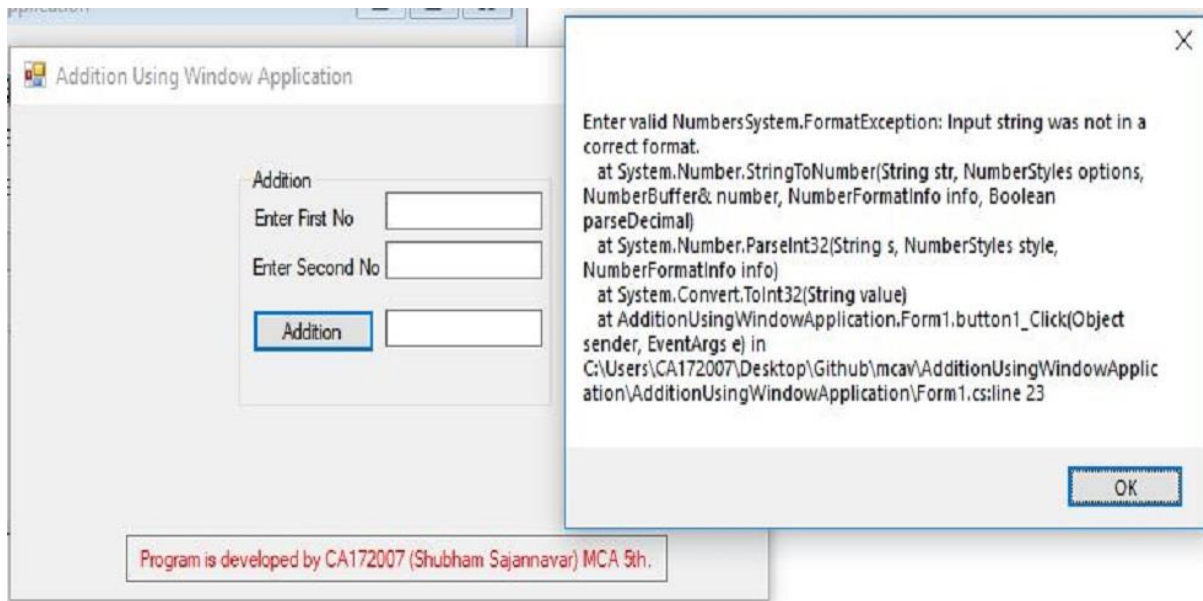 pplication
Addition Using Window Application
Addition
Enter First No
Enter Second No
Addition
Program is developed by CA172007 (Shubham Sajannavar) MCA 5th.
Enter valid NumbersSystem.FormatException: Input string was not in a
correct format.
at System.Number.StringToNumber(String str, NumberStyles options,
NumberBuffer& number, NumberFormatInfo info, Boolean
parseDecimal)
at System.Number.ParseInt32(String s, NumberStyles style,
NumberFormatInfo info)
at System.Convert.ToInt32(String value)
at AdditionUsingWindowApplication.Form1.button1_Click(Object
sender, EventArgs e) in
C:\Users\CA172007\Desktop\Github\mcav\AdditionUsingWindowApplic
ation\AdditionUsingWindowApplication\Form1.cs:line 23
OK